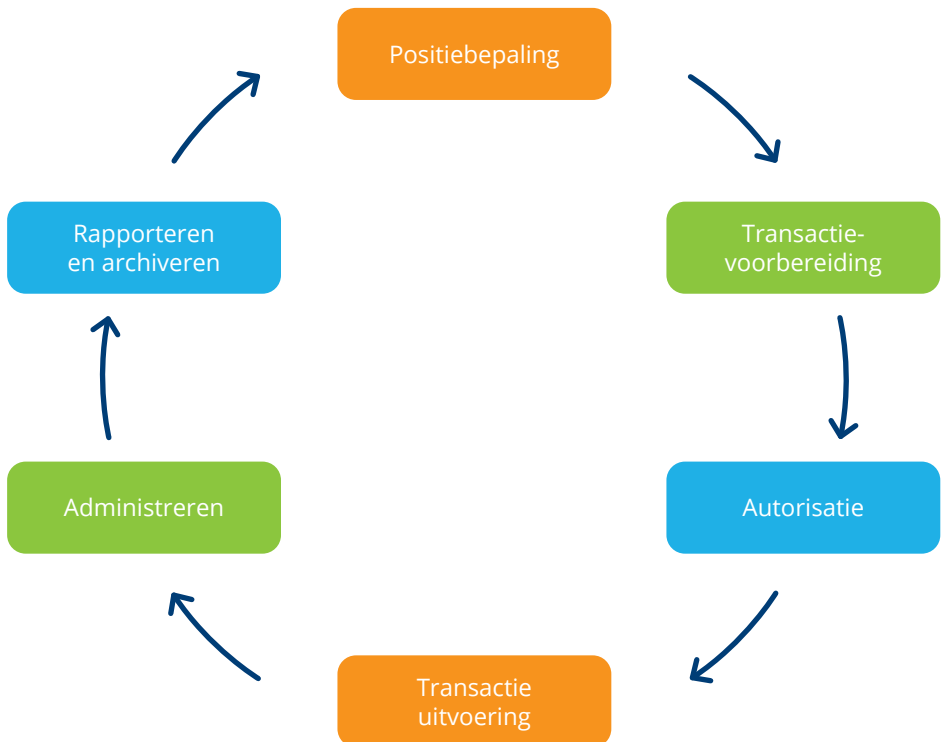 Positiebepaling
Transactie-
voorbereiding
Autorisatie
Transactie
uitvoering
Administreren
Rapporteren
en archiveren